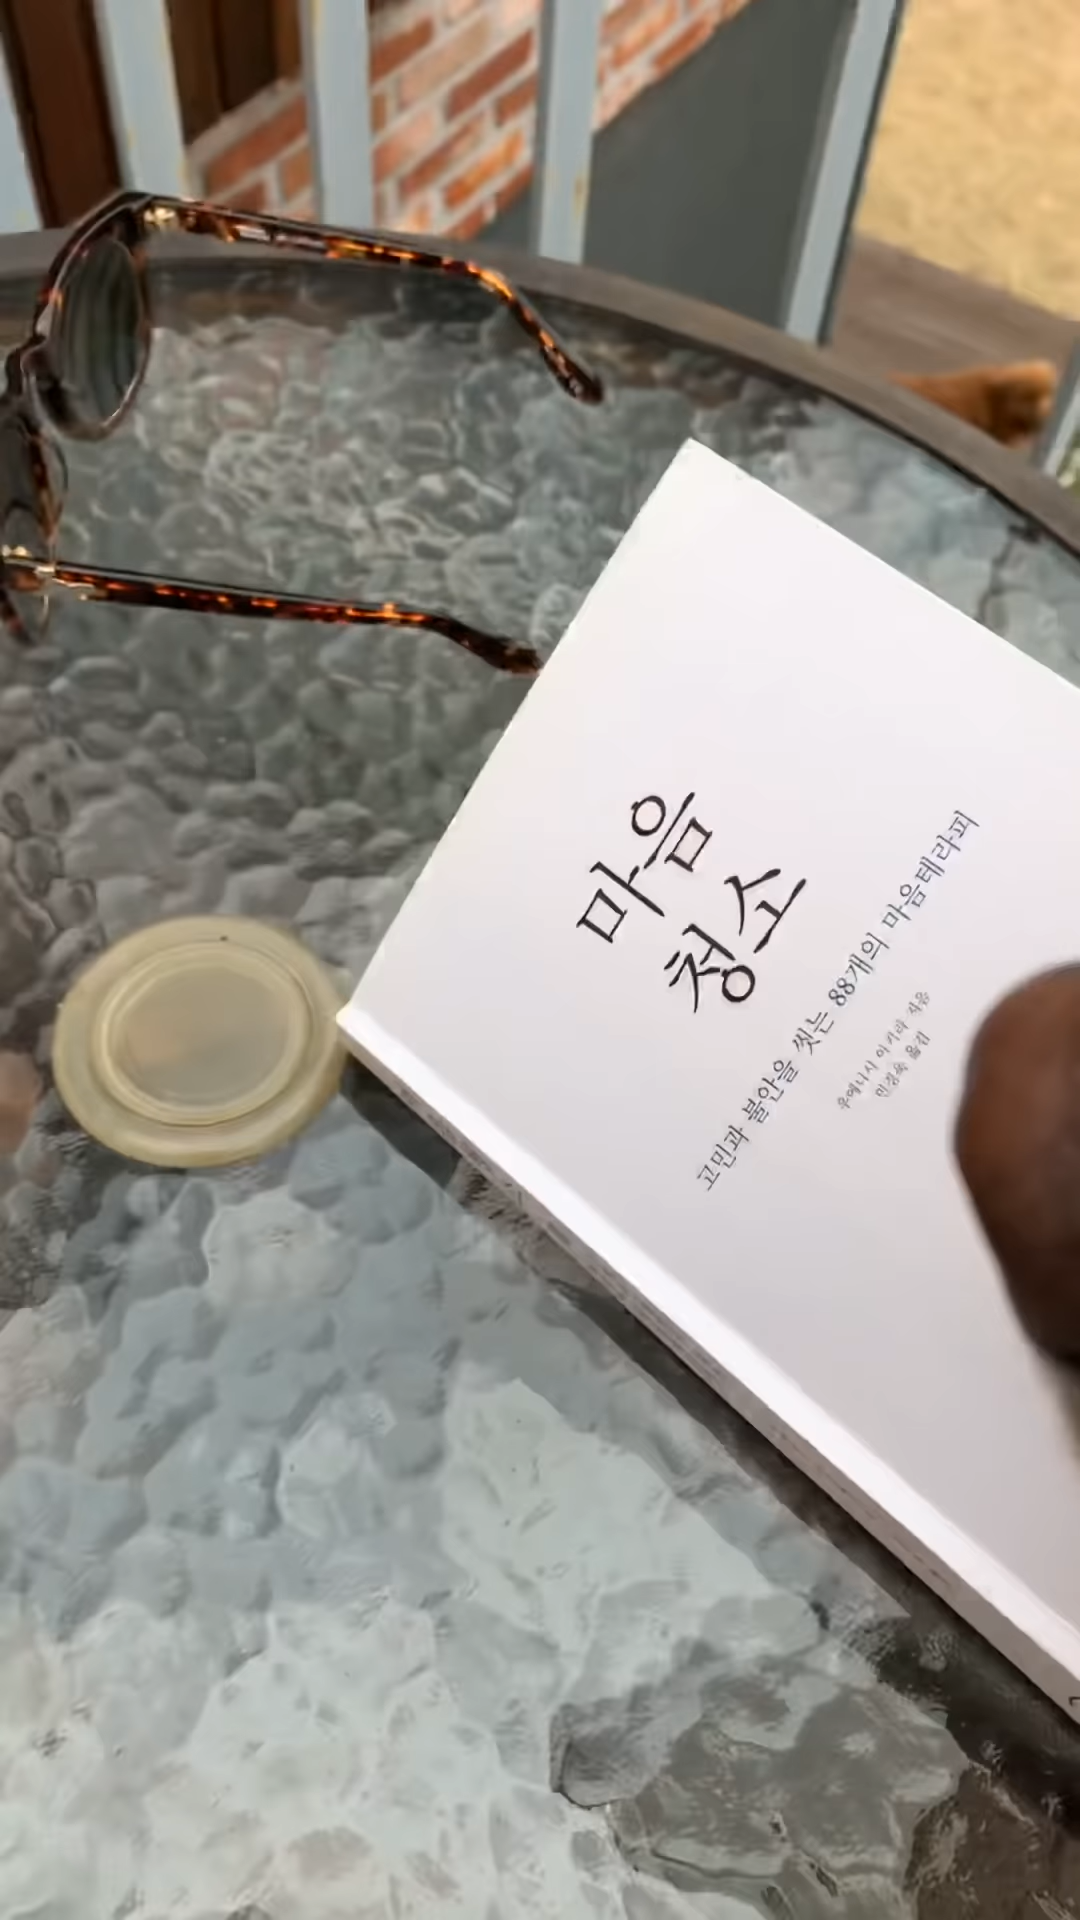 마음
청소
고민과 불안을 씻는 88개의 마음테라피
우에니시 아키라 지음
민경욱 옮김